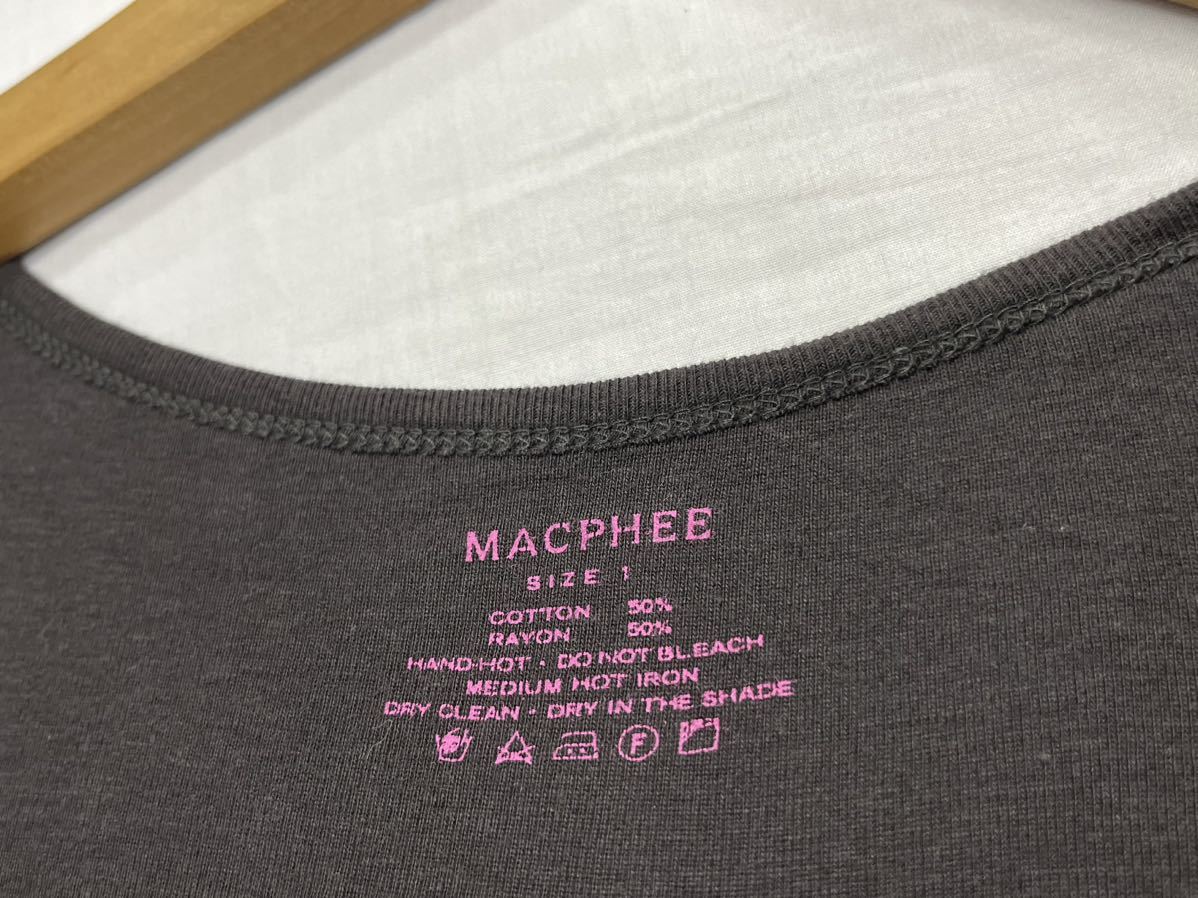 MACPHEE
SIZE 1
COTTON 50%
RAYON 50%
HAND-HOT · DO NOT BLEACH
MEDIUM HOT IRON
DRY CLEAN · DRY IN THE SHADE
F